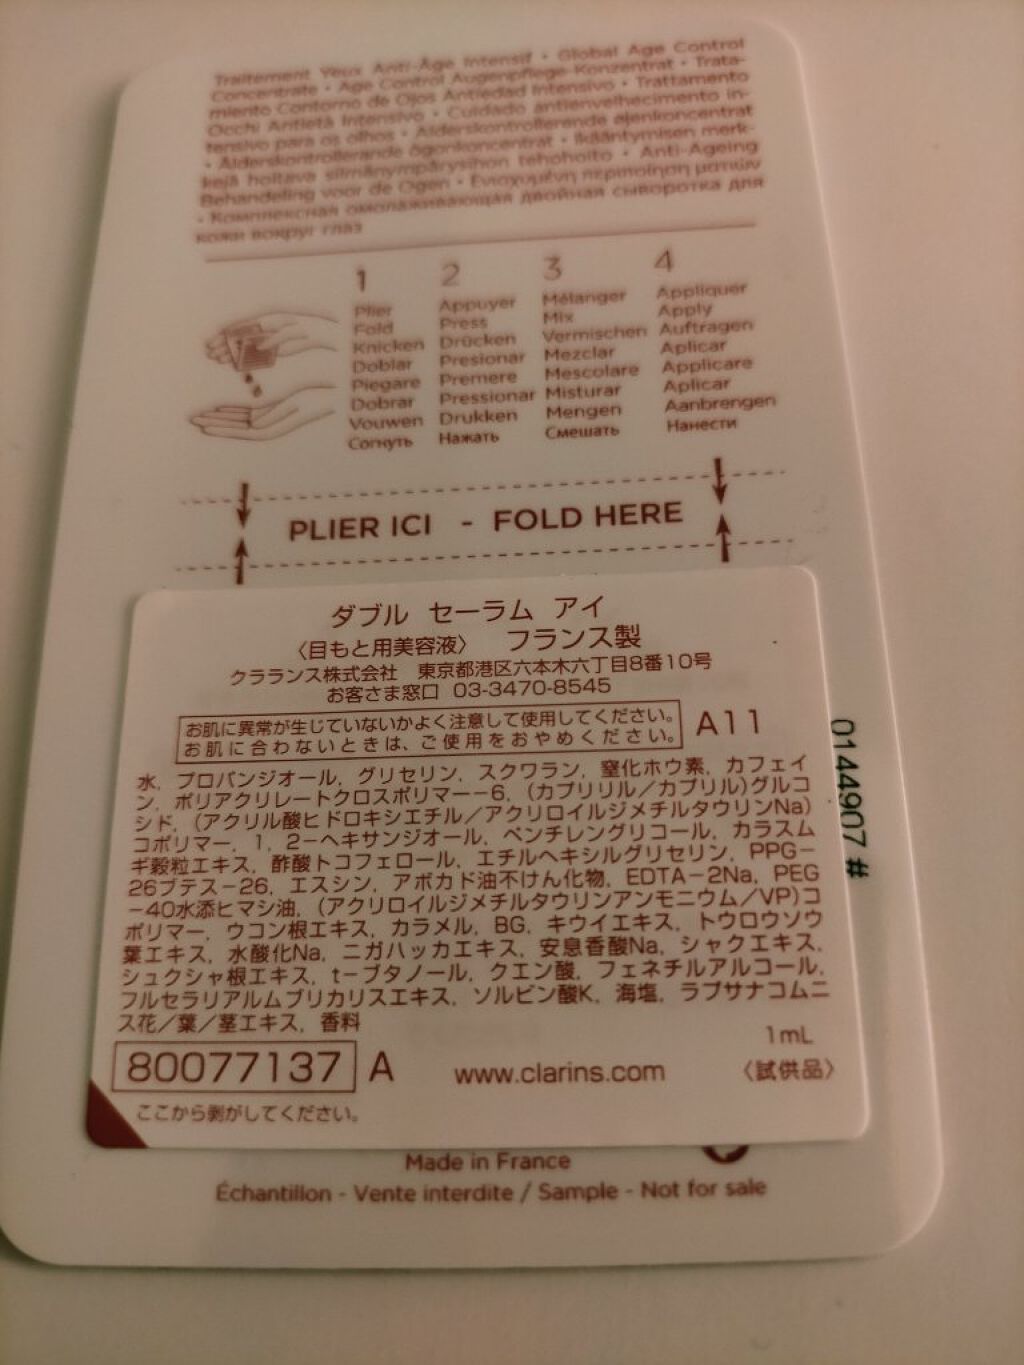 Traitement Yeux Anti-Âge Intensif • Global Age Control
Concentrate • Age Control Augenpflege-Konzentrat • Trata-
miento Contorno de Ojos Antiedad Intensivo • Trattamento
Occhi Antietà Intensivo • Cuidado antienvelhecimento in-
tensivo para os olhos • Alderskontrollerende øjenkoncentrat
• Ålderskontrollerande ögonkoncentrat • Ikääntymisen merk-
kejä hoitava silmänympärysihon tehohoito • Anti-Ageing
Behandeling voor de Ogen • Ενισχυμένη περιποίηση ματιών
• Комплексная омолаживающая двойная сыворотка для
кожи вокруг глаз
1 2 3 4
Plier Appuyer Mélanger Appliquer
Fold Press Mix Apply
Knicken Drücken Vermischen Auftragen
Doblar Presionar Mezclar Aplicar
Piegare Premere Mescolare Applicare
Dobrar Pressionar Misturar Aplicar
Vouwen Drukken Mengen Aanbrengen
Согнуть Нажать Смешать Нанести
PLIER ICI - FOLD HERE
ダブル セーラム アイ
〈目もと用美容液〉 フランス製
クラランス株式会社 東京都港区六本木六丁目8番10号
お客さま窓口 03-3470-8545
お肌に異常が生じていないかよく注意して使用してください。
お肌に合わないときは、ご使用をおやめください。 A11
水, プロパンジオール, グリセリン, スクワラン, 窒化ホウ素, カフェイ
ン, ポリアクリレートクロスポリマー−6, (カプリリル／カプリル)グルコ
シド, (アクリル酸ヒドロキシエチル／アクリロイルジメチルタウリンNa)
コポリマー, 1, 2−ヘキサンジオール, ペンチレングリコール, カラスム
ギ穀粒エキス, 酢酸トコフェロール, エチルヘキシルグリセリン, PPG−
26ブテス−26, エスシン, アボカド油不けん化物, EDTA−2Na, PEG
−40水添ヒマシ油, (アクリロイルジメチルタウリンアンモニウム／VP)コ
ポリマー, ウコン根エキス, カラメル, BG, キウイエキス, トウロウソウ
葉エキス, 水酸化Na, ニガハッカエキス, 安息香酸Na, シャクエキス,
シュクシャ根エキス, t−ブタノール, クエン酸, フェネチルアルコール,
フルセラリアルムブリカリスエキス, ソルビン酸K, 海塩, ラプサナコムニ
ス花／葉／茎エキス, 香料
1mL
80077137 A www.clarins.com 〈試供品〉
ここから剥がしてください。
0144907 #
Made in France
Échantillon - Vente interdite / Sample - Not for sale